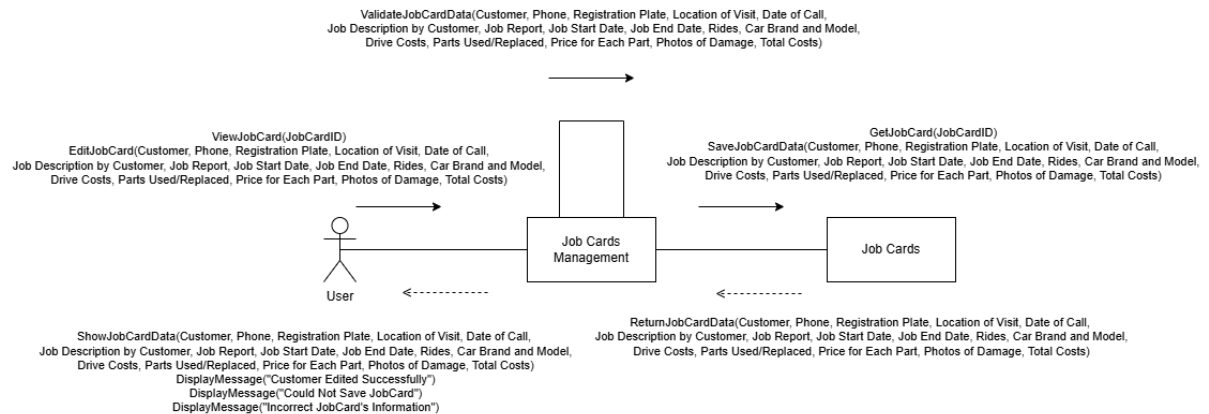 ValidateJobCardData(Customer, Phone, Registration Plate, Location of Visit, Date of Call,
Job Description by Customer, Job Report, Job Start Date, Job End Date, Rides, Car Brand and Model,
Drive Costs, Parts Used/Replaced, Price for Each Part, Photos of Damage, Total Costs)
ViewJobCard(JobCardID)
EditJobCard(Customer, Phone, Registration Plate, Location of Visit, Date of Call,
Job Description by Customer, Job Report, Job Start Date, Job End Date, Rides, Car Brand and Model,
Drive Costs, Parts Used/Replaced, Price for Each Part, Photos of Damage, Total Costs)
GetJobCard(JobCardID)
SaveJobCardData(Customer, Phone, Registration Plate, Location of Visit, Date of Call,
Job Description by Customer, Job Report, Job Start Date, Job End Date, Rides, Car Brand and Model,
Drive Costs, Parts Used/Replaced, Price for Each Part, Photos of Damage, Total Costs)
User
Job Cards
Management
Job Cards
ShowJobCardData(Customer, Phone, Registration Plate, Location of Visit, Date of Call,
Job Description by Customer, Job Report, Job Start Date, Job End Date, Rides, Car Brand and Model,
Drive Costs, Parts Used/Replaced, Price for Each Part, Photos of Damage, Total Costs)
DisplayMessage("Customer Edited Successfully")
DisplayMessage("Could Not Save JobCard")
DisplayMessage("Incorrect JobCard's Information")
ReturnJobCardData(Customer, Phone, Registration Plate, Location of Visit, Date of Call,
Job Description by Customer, Job Report, Job Start Date, Job End Date, Rides, Car Brand and Model,
Drive Costs, Parts Used/Replaced, Price for Each Part, Photos of Damage, Total Costs)